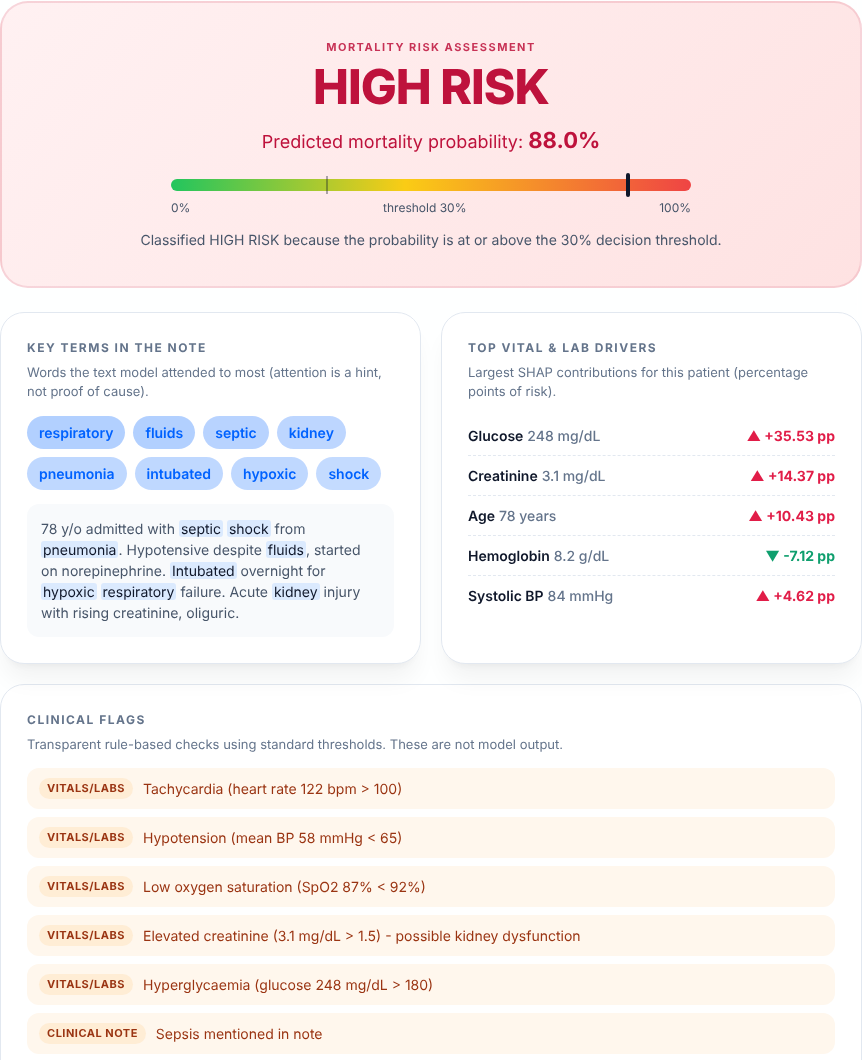 MORTALITY RISK ASSESSMENT
HIGH RISK
Predicted mortality probability: 88.0%
0% threshold 30% 100%
Classified HIGH RISK because the probability is at or above the 30% decision threshold.
KEY TERMS IN THE NOTE
Words the text model attended to most (attention is a hint,
not proof of cause).
respiratory fluids septic kidney
pneumonia intubated hypoxic shock
78 y/o admitted with septic shock from
pneumonia. Hypotensive despite fluids, started
on norepinephrine. Intubated overnight for
hypoxic respiratory failure. Acute kidney injury
with rising creatinine, oliguric.
TOP VITAL & LAB DRIVERS
Largest SHAP contributions for this patient (percentage
points of risk).
Glucose 248 mg/dL ▲ +35.53 pp
Creatinine 3.1 mg/dL ▲ +14.37 pp
Age 78 years ▲ +10.43 pp
Hemoglobin 8.2 g/dL ▼ -7.12 pp
Systolic BP 84 mmHg ▲ +4.62 pp
CLINICAL FLAGS
Transparent rule-based checks using standard thresholds. These are not model output.
VITALS/LABS Tachycardia (heart rate 122 bpm > 100)
VITALS/LABS Hypotension (mean BP 58 mmHg < 65)
VITALS/LABS Low oxygen saturation (SpO2 87% < 92%)
VITALS/LABS Elevated creatinine (3.1 mg/dL > 1.5) - possible kidney dysfunction
VITALS/LABS Hyperglycaemia (glucose 248 mg/dL > 180)
CLINICAL NOTE Sepsis mentioned in note